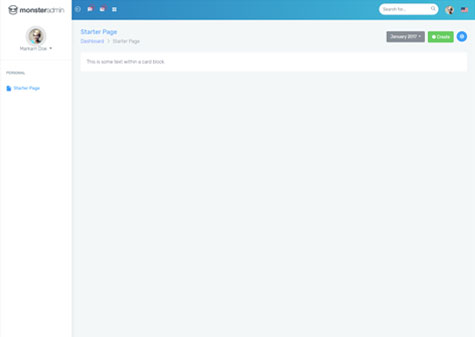 monsteradmin
Search for...
Markarn Doe
PERSONAL
Starter Page
Starter Page
Dashboard > Starter Page
January 2017
Create
This is some text within a card block.